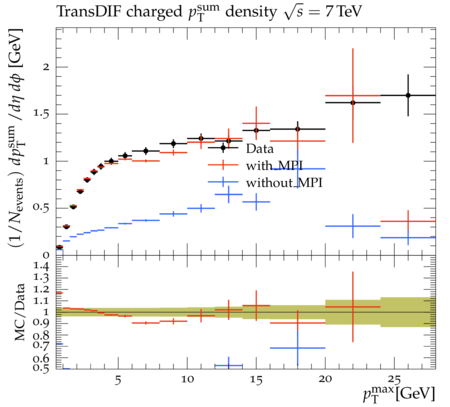 TransDIF charged p_T^sum density √s = 7 TeV
(1/N_events) dp_T^sum/dη dϕ [GeV]
2
1.5
1
0.5
0
Data
with MPI
without MPI
MC/Data
1.4
1.3
1.2
1.1
1
0.9
0.8
0.7
0.6
0.5
5 10 15 20 25
p_T^max[GeV]